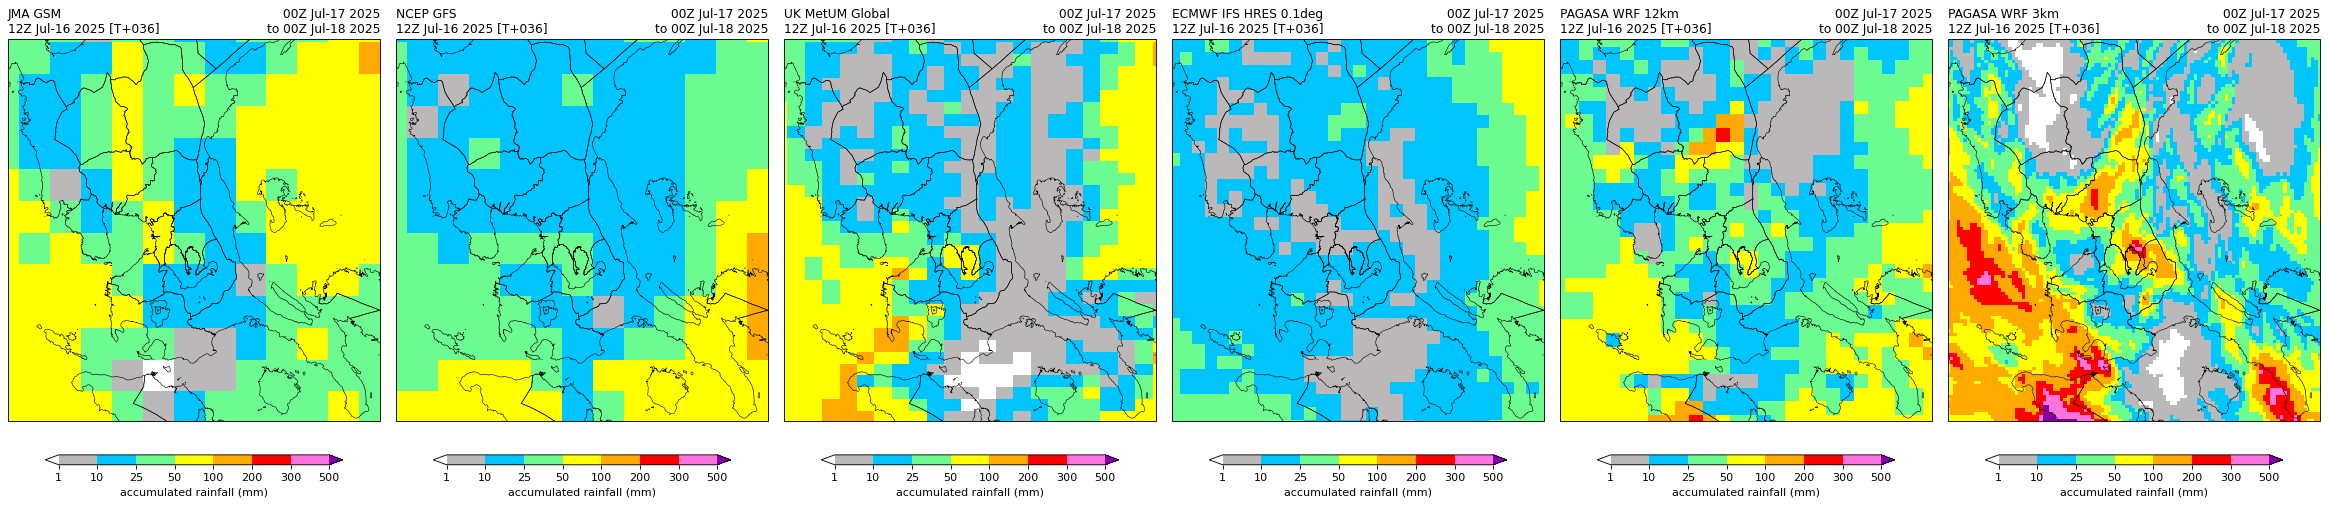 JMA GSM 00Z Jul-17 2025
12Z Jul-16 2025 [T+036] to 00Z Jul-18 2025
1 10 25 50 100 200 300 500
accumulated rainfall (mm)
NCEP GFS 00Z Jul-17 2025
12Z Jul-16 2025 [T+036] to 00Z Jul-18 2025
1 10 25 50 100 200 300 500
accumulated rainfall (mm)
UK MetUM Global 00Z Jul-17 2025
12Z Jul-16 2025 [T+036] to 00Z Jul-18 2025
1 10 25 50 100 200 300 500
accumulated rainfall (mm)
ECMWF IFS HRES 0.1deg 00Z Jul-17 2025
12Z Jul-16 2025 [T+036] to 00Z Jul-18 2025
1 10 25 50 100 200 300 500
accumulated rainfall (mm)
PAGASA WRF 12km 00Z Jul-17 2025
12Z Jul-16 2025 [T+036] to 00Z Jul-18 2025
1 10 25 50 100 200 300 500
accumulated rainfall (mm)
PAGASA WRF 3km 00Z Jul-17 2025
12Z Jul-16 2025 [T+036] to 00Z Jul-18 2025
1 10 25 50 100 200 300 500
accumulated rainfall (mm)